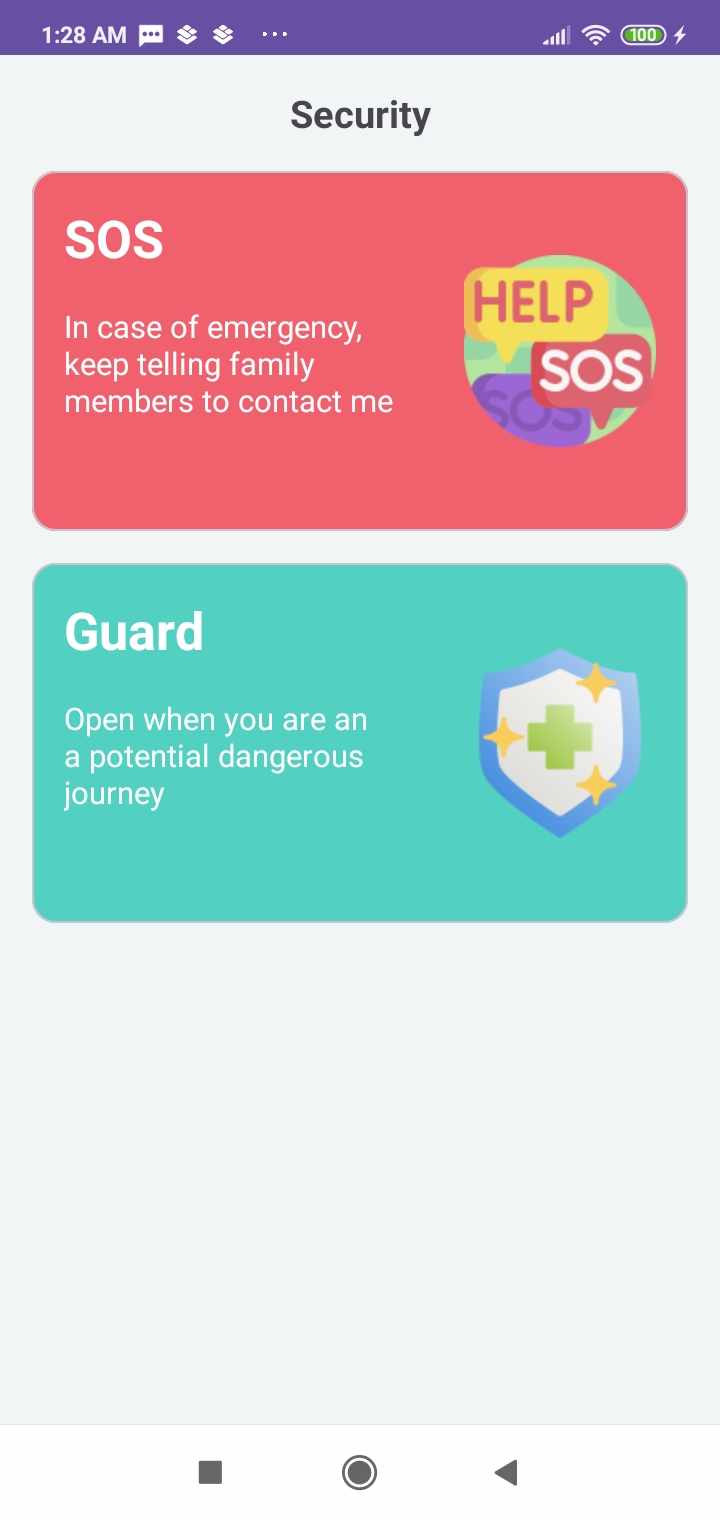 1:28 AM
100
Security
SOS
In case of emergency,
keep telling family
members to contact me
HELP
SOS
SOS
Guard
Open when you are an
a potential dangerous
journey